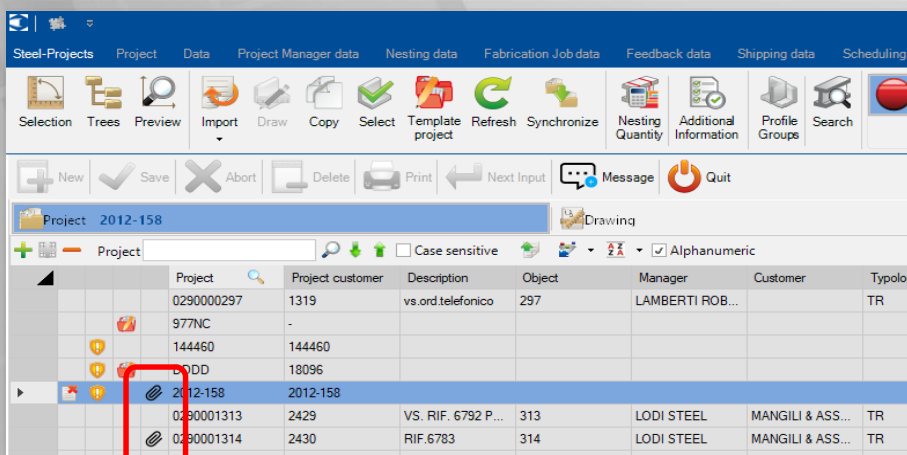 Steel-Projects Project Data Project Manager data Nesting data Fabrication Job data Feedback data Shipping data Scheduling
Selection Trees Preview Import Draw Copy Select Template project Refresh Synchronize Nesting Quantity Additional Information Profile Groups Search
New Save Abort Delete Print Next Input Message Quit
Project 2012-158 Drawing
Project Case sensitive Alphanumeric
Project Project customer Description Object Manager Customer Typolo
0290000297 1319 vs.ord.telefonico 297 LAMBERTI ROB... TR
977NC -
144460 144460
DDDD 18096
2012-158 2012-158
0290001313 2429 VS. RIF. 6792 P... 313 LODI STEEL MANGILI & ASS... TR
0290001314 2430 RIF.6783 314 LODI STEEL MANGILI & ASS... TR